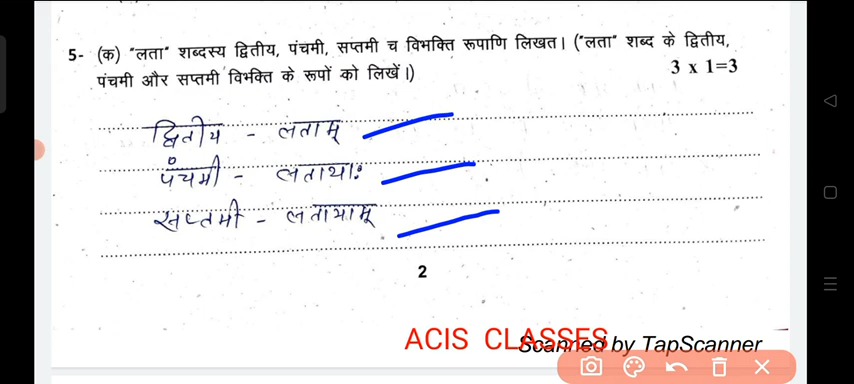 5- (क) "लता" शब्दस्य द्वितीय, पंचमी, सप्तमी च विभक्ति रूपाणि लिखत। ("लता" शब्द के द्वितीय,
पंचमी और सप्तमी विभक्ति के रूपों को लिखें।) 3 x 1=3
द्वितीय - लताम्
पंचमी - लतायाः
सप्तमी - लतायाम्
2
ACIS CLASSES
Scanned by TapScanner